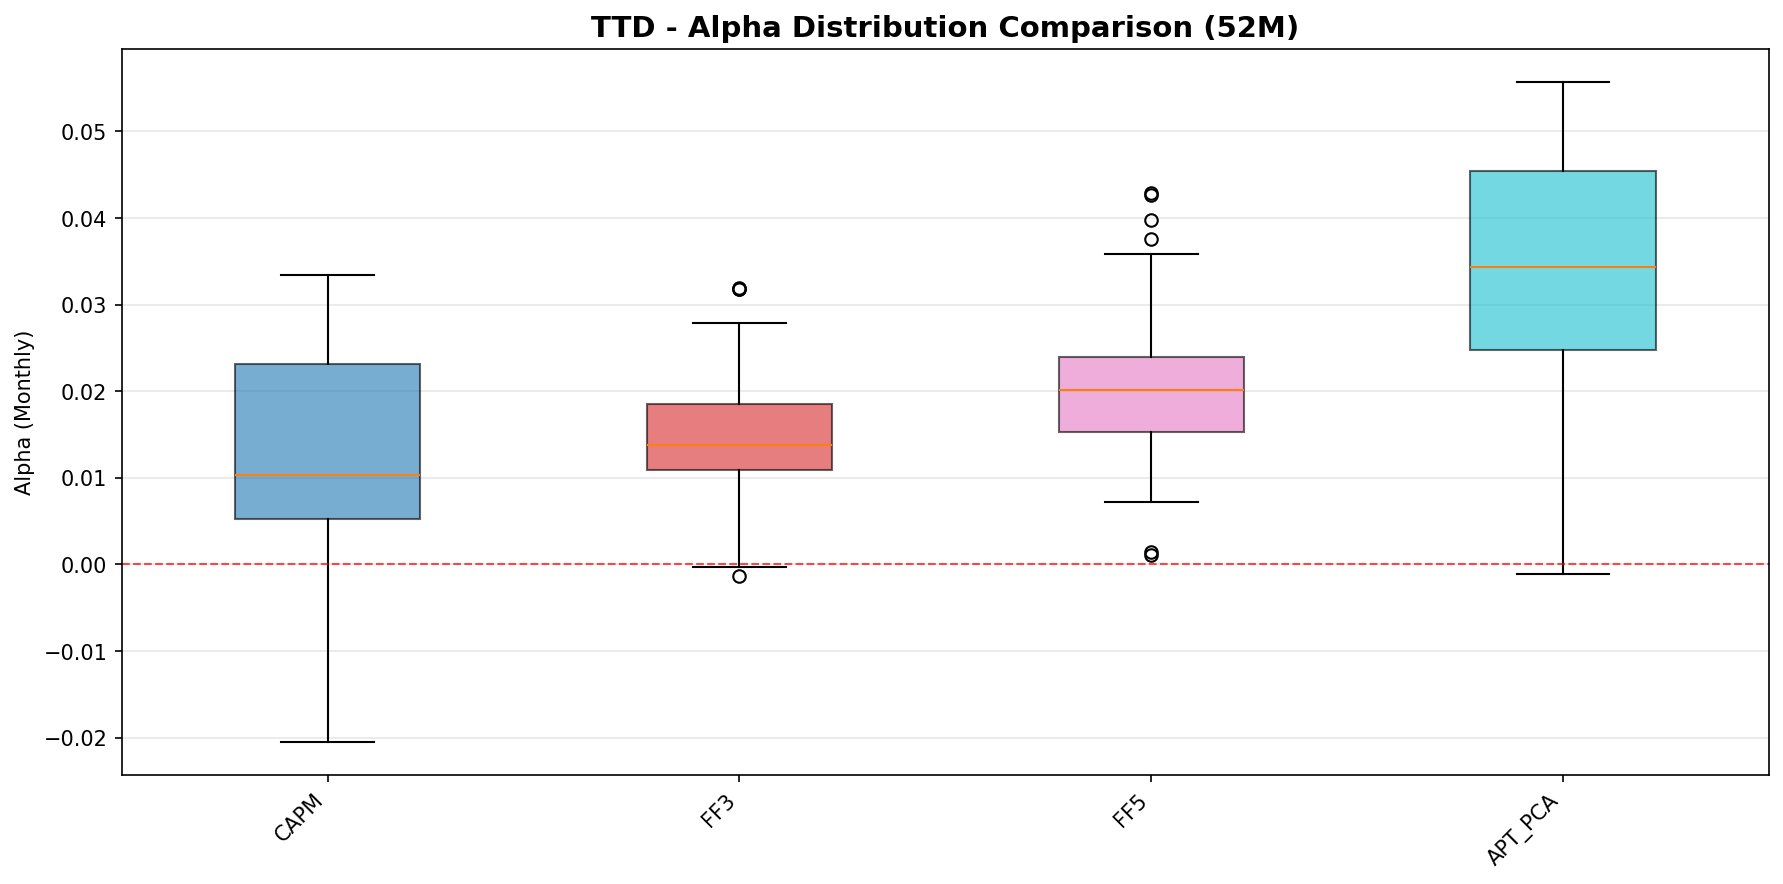 TTD - Alpha Distribution Comparison (52M)
Alpha (Monthly)
0.05
0.04
0.03
0.02
0.01
0.00
−0.01
−0.02
CAPM
FF3
FF5
APT_PCA